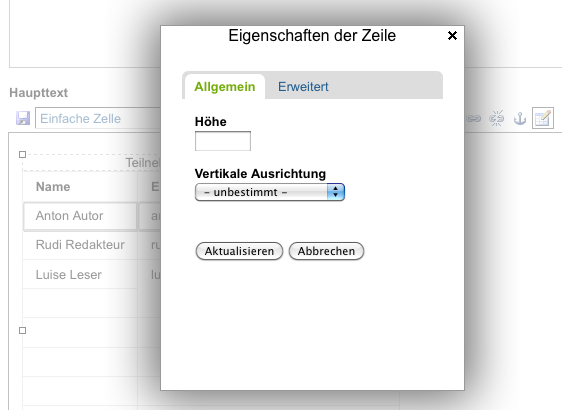 Eigenschaften der Zeile
Allgemein Erweitert
Höhe
Vertikale Ausrichtung
- unbestimmt -
Aktualisieren Abbrechen
Haupttext
Einfache Zelle
Teilne
Name E
Anton Autor a
Rudi Redakteur ru
Luise Leser lu